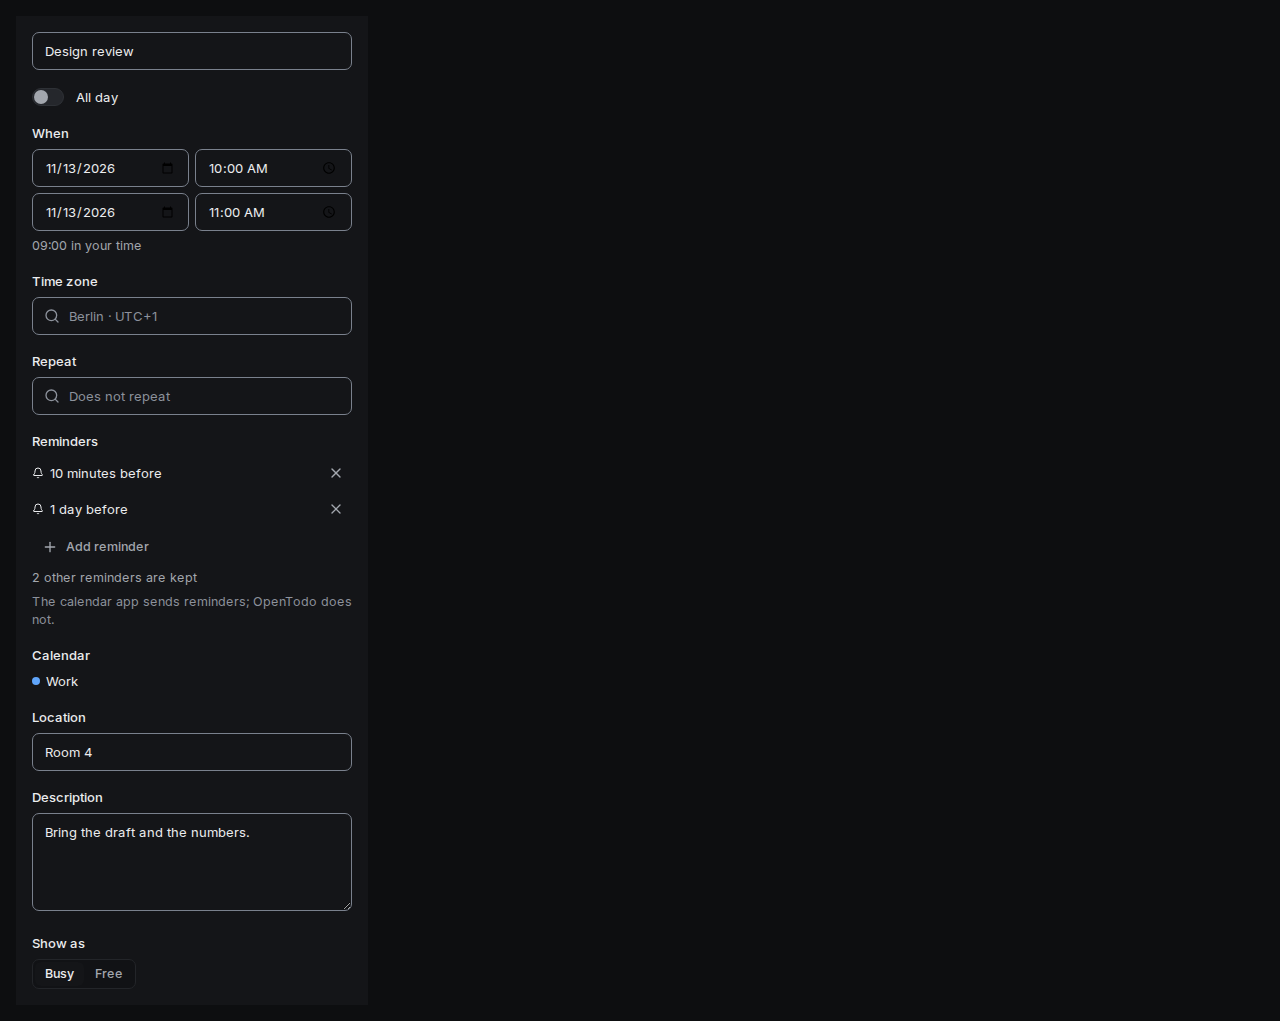 Design review
All day
When
11/13/2026 10:00 AM
11/13/2026 11:00 AM
09:00 in your time
Time zone
Berlin · UTC+1
Repeat
Does not repeat
Reminders
10 minutes before
1 day before
Add reminder
2 other reminders are kept
The calendar app sends reminders; OpenTodo does
not.
Calendar
Work
Location
Room 4
Description
Bring the draft and the numbers.
Show as
Busy Free